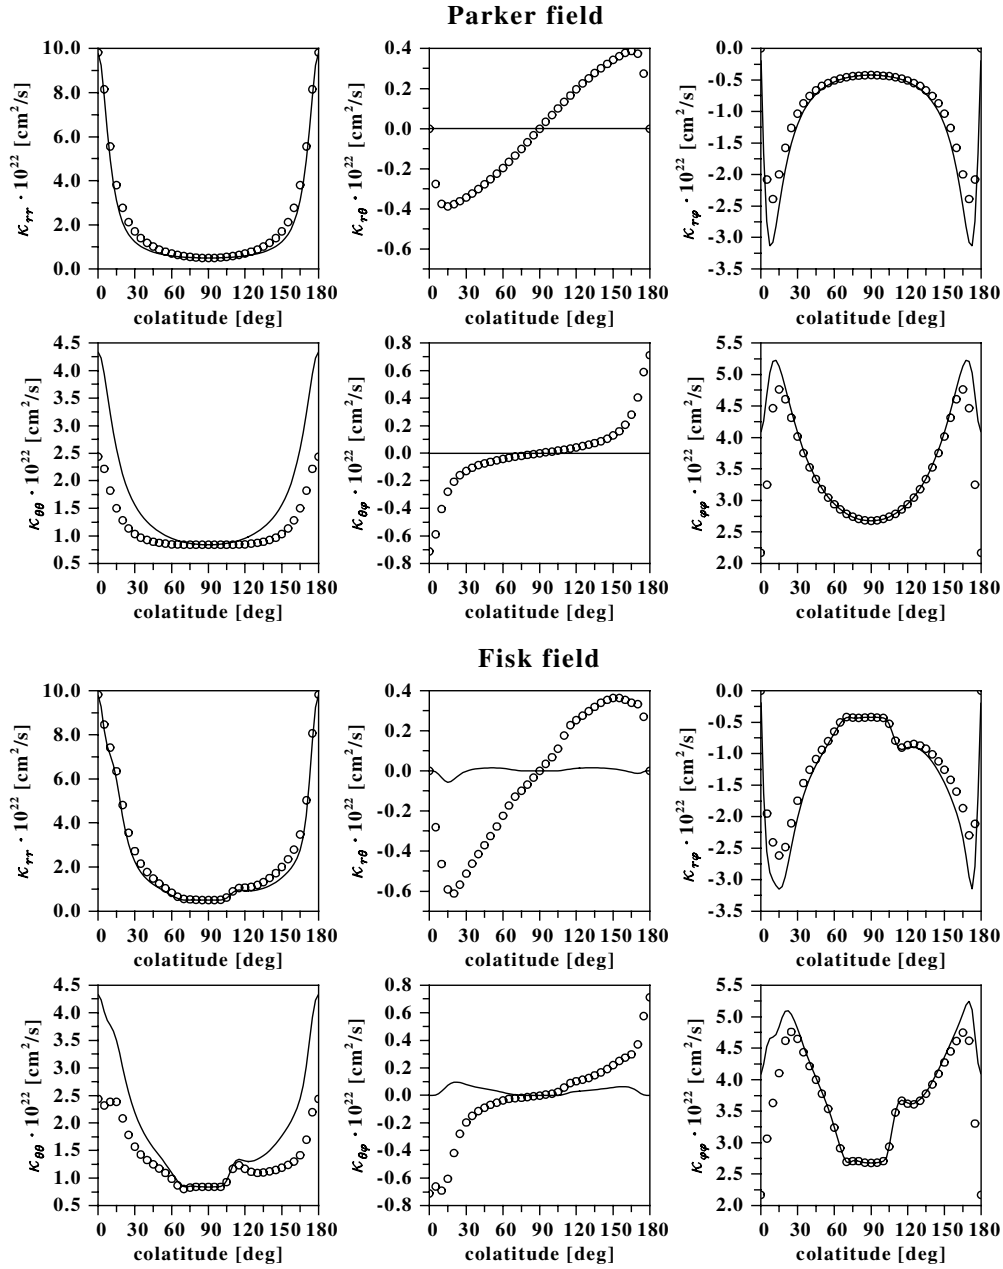 Parker field
10.0
8.0
6.0
4.0
2.0
0.0
κrr · 10²² [cm²/s]
0 30 60 90 120 150 180
colatitude [deg]
0.4
0.2
0.0
-0.2
-0.4
-0.6
κrθ · 10²² [cm²/s]
0 30 60 90 120 150 180
colatitude [deg]
0.0
-0.5
-1.0
-1.5
-2.0
-2.5
-3.0
-3.5
κrφ · 10²² [cm²/s]
0 30 60 90 120 150 180
colatitude [deg]
4.5
4.0
3.5
3.0
2.5
2.0
1.5
1.0
0.5
κθθ · 10²² [cm²/s]
0 30 60 90 120 150 180
colatitude [deg]
0.8
0.6
0.4
0.2
0.0
-0.2
-0.4
-0.6
-0.8
κθφ · 10²² [cm²/s]
0 30 60 90 120 150 180
colatitude [deg]
5.5
5.0
4.5
4.0
3.5
3.0
2.5
2.0
κφφ · 10²² [cm²/s]
0 30 60 90 120 150 180
colatitude [deg]
Fisk field
10.0
8.0
6.0
4.0
2.0
0.0
κrr · 10²² [cm²/s]
0 30 60 90 120 150 180
colatitude [deg]
0.4
0.2
0.0
-0.2
-0.4
-0.6
κrθ · 10²² [cm²/s]
0 30 60 90 120 150 180
colatitude [deg]
0.0
-0.5
-1.0
-1.5
-2.0
-2.5
-3.0
-3.5
κrφ · 10²² [cm²/s]
0 30 60 90 120 150 180
colatitude [deg]
4.5
4.0
3.5
3.0
2.5
2.0
1.5
1.0
0.5
κθθ · 10²² [cm²/s]
0 30 60 90 120 150 180
colatitude [deg]
0.8
0.6
0.4
0.2
0.0
-0.2
-0.4
-0.6
-0.8
κθφ · 10²² [cm²/s]
0 30 60 90 120 150 180
colatitude [deg]
5.5
5.0
4.5
4.0
3.5
3.0
2.5
2.0
κφφ · 10²² [cm²/s]
0 30 60 90 120 150 180
colatitude [deg]